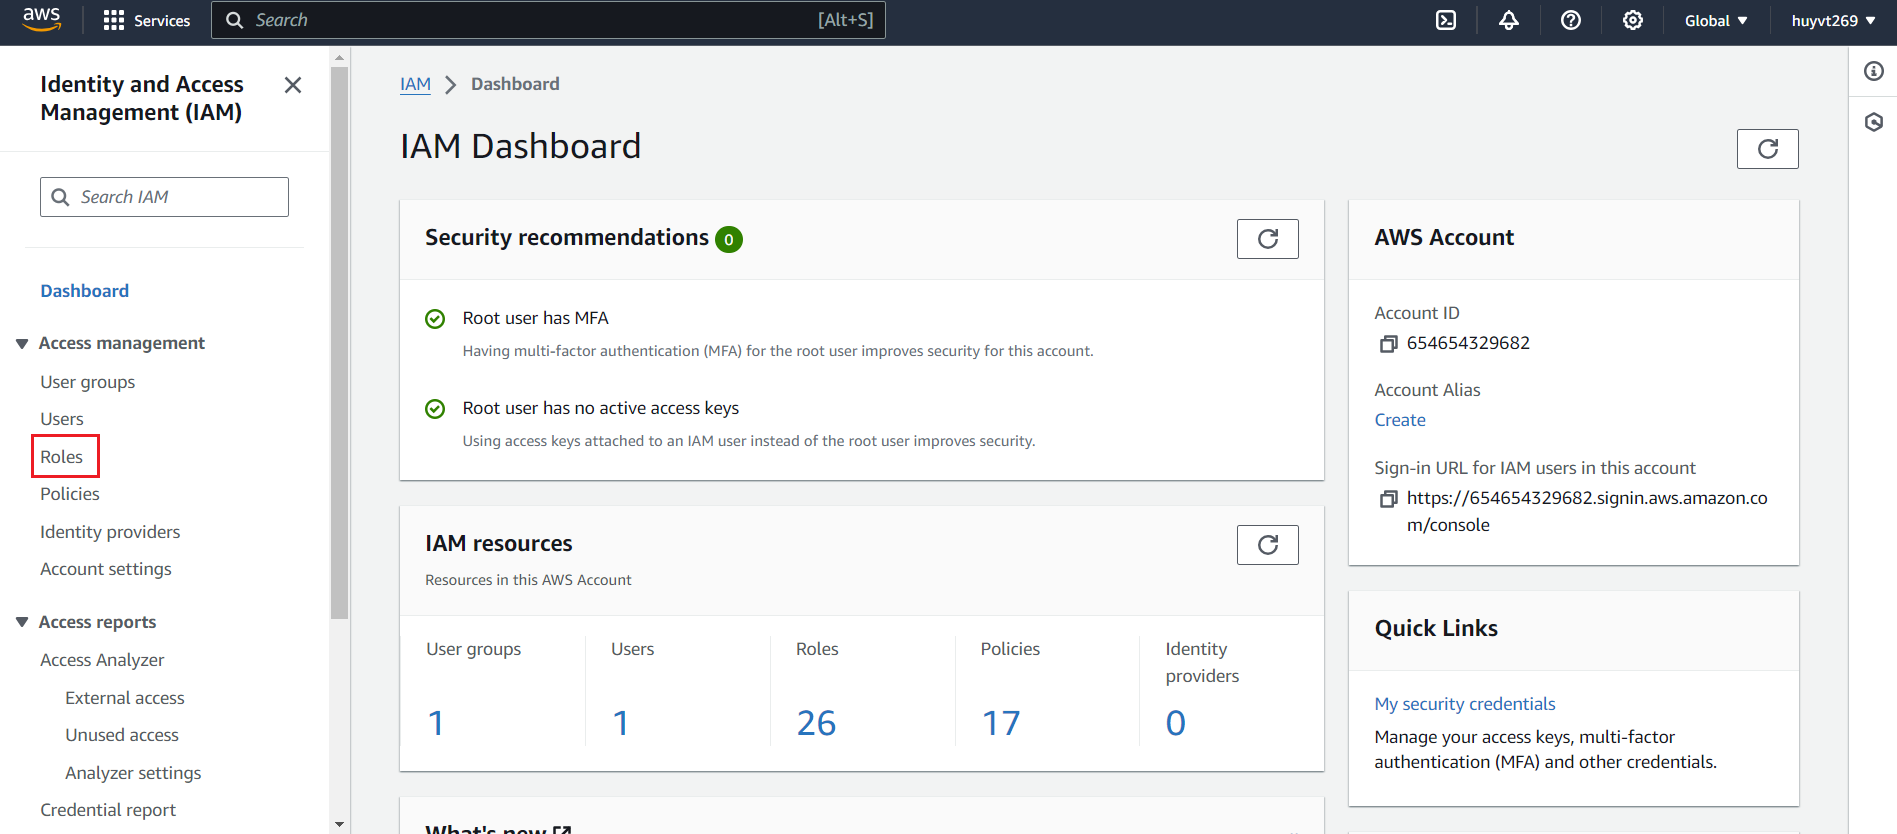 aws
Services
Search
[Alt+S]
Global
huyvt269
Identity and Access
Management (IAM)
Search IAM
Dashboard
Access management
User groups
Users
Roles
Policies
Identity providers
Account settings
Access reports
Access Analyzer
External access
Unused access
Analyzer settings
Credential report
IAM
Dashboard
IAM Dashboard
Security recommendations 0
Root user has MFA
Having multi-factor authentication (MFA) for the root user improves security for this account.
Root user has no active access keys
Using access keys attached to an IAM user instead of the root user improves security.
IAM resources
Resources in this AWS Account
User groups
1
Users
1
Roles
26
Policies
17
Identity
providers
0
What's new
AWS Account
Account ID
654654329682
Account Alias
Create
Sign-in URL for IAM users in this account
https://654654329682.signin.aws.amazon.co
m/console
Quick Links
My security credentials
Manage your access keys, multi-factor
authentication (MFA) and other credentials.